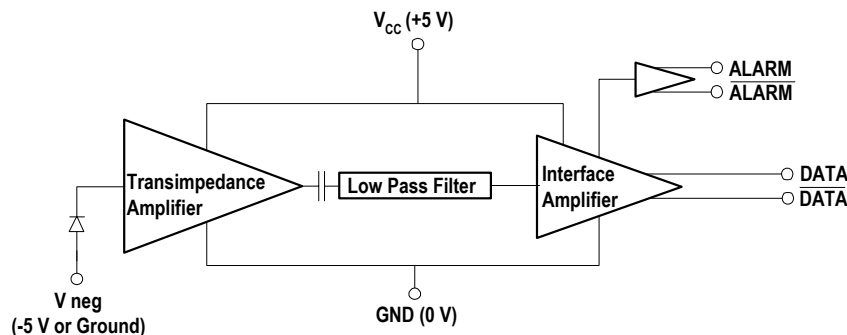 V_CC (+5 V)
ALARM
ALARM
Transimpedance
Amplifier
Low Pass Filter
Interface
Amplifier
DATA
DATA
V neg
(-5 V or Ground)
GND (0 V)